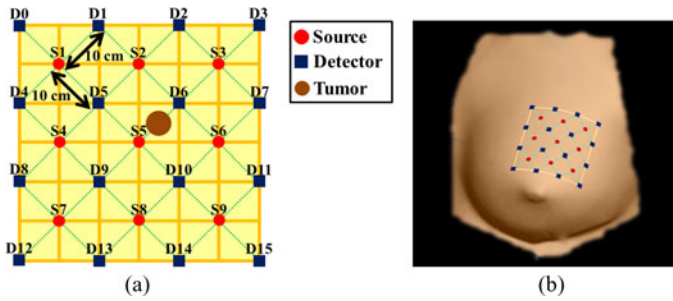 D0 D1 D2 D3
S1 S2 S3
10 cm
10 cm
D4 D5 D6 D7
S4 S5 S6
D8 D9 D10 D11
S7 S8 S9
D12 D13 D14 D15
(a)
Source
Detector
Tumor
(b)